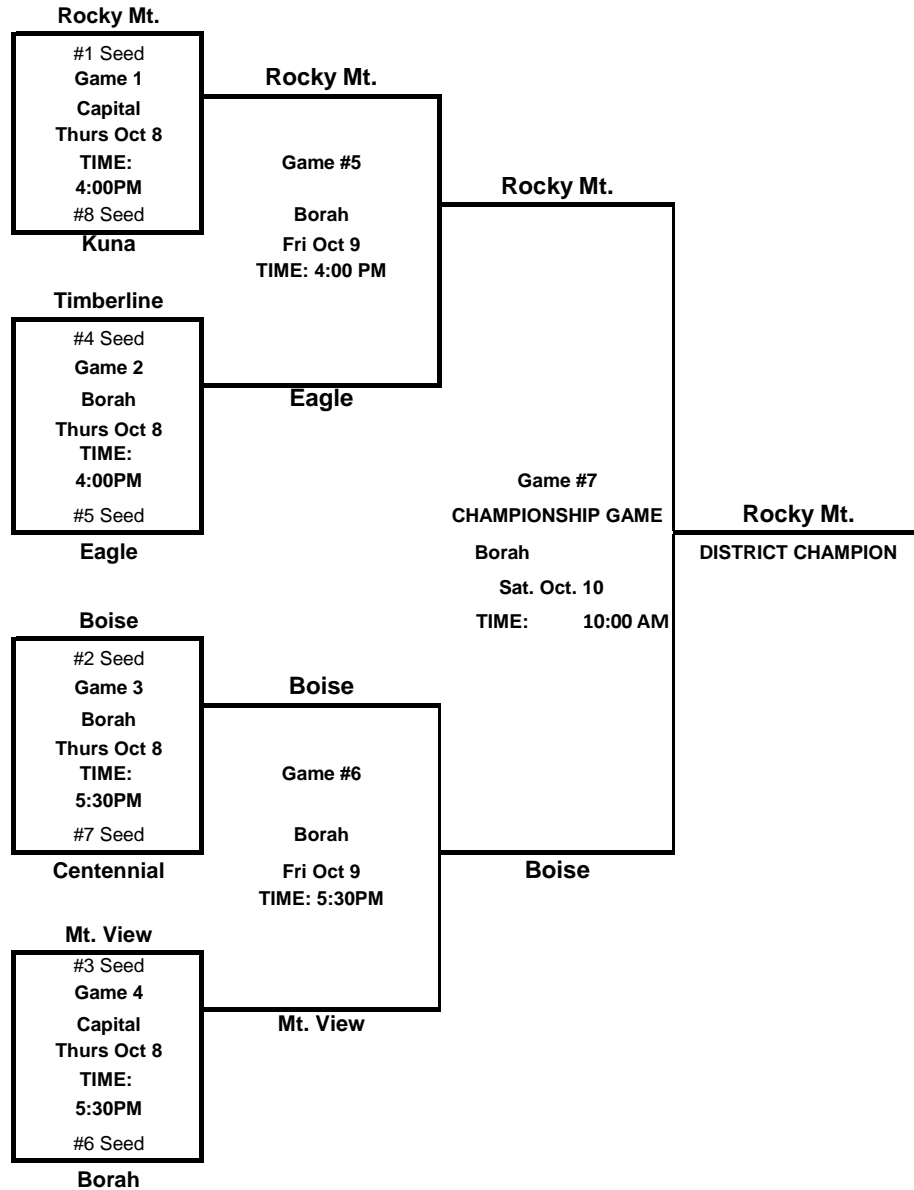 Rocky Mt.
#1 Seed
Game 1
Capital
Thurs Oct 8
TIME:
4:00PM
#8 Seed
Kuna
Timberline
#4 Seed
Game 2
Borah
Thurs Oct 8
TIME:
4:00PM
#5 Seed
Eagle
Boise
#2 Seed
Game 3
Borah
Thurs Oct 8
TIME:
5:30PM
#7 Seed
Centennial
Mt. View
#3 Seed
Game 4
Capital
Thurs Oct 8
TIME:
5:30PM
#6 Seed
Borah
Rocky Mt.
Game #5
Borah
Fri Oct 9
TIME: 4:00 PM
Eagle
Boise
Game #6
Borah
Fri Oct 9
TIME: 5:30PM
Mt. View
Rocky Mt.
Game #7
CHAMPIONSHIP GAME
Borah
Sat. Oct. 10
TIME: 10:00 AM
Boise
Rocky Mt.
DISTRICT CHAMPION